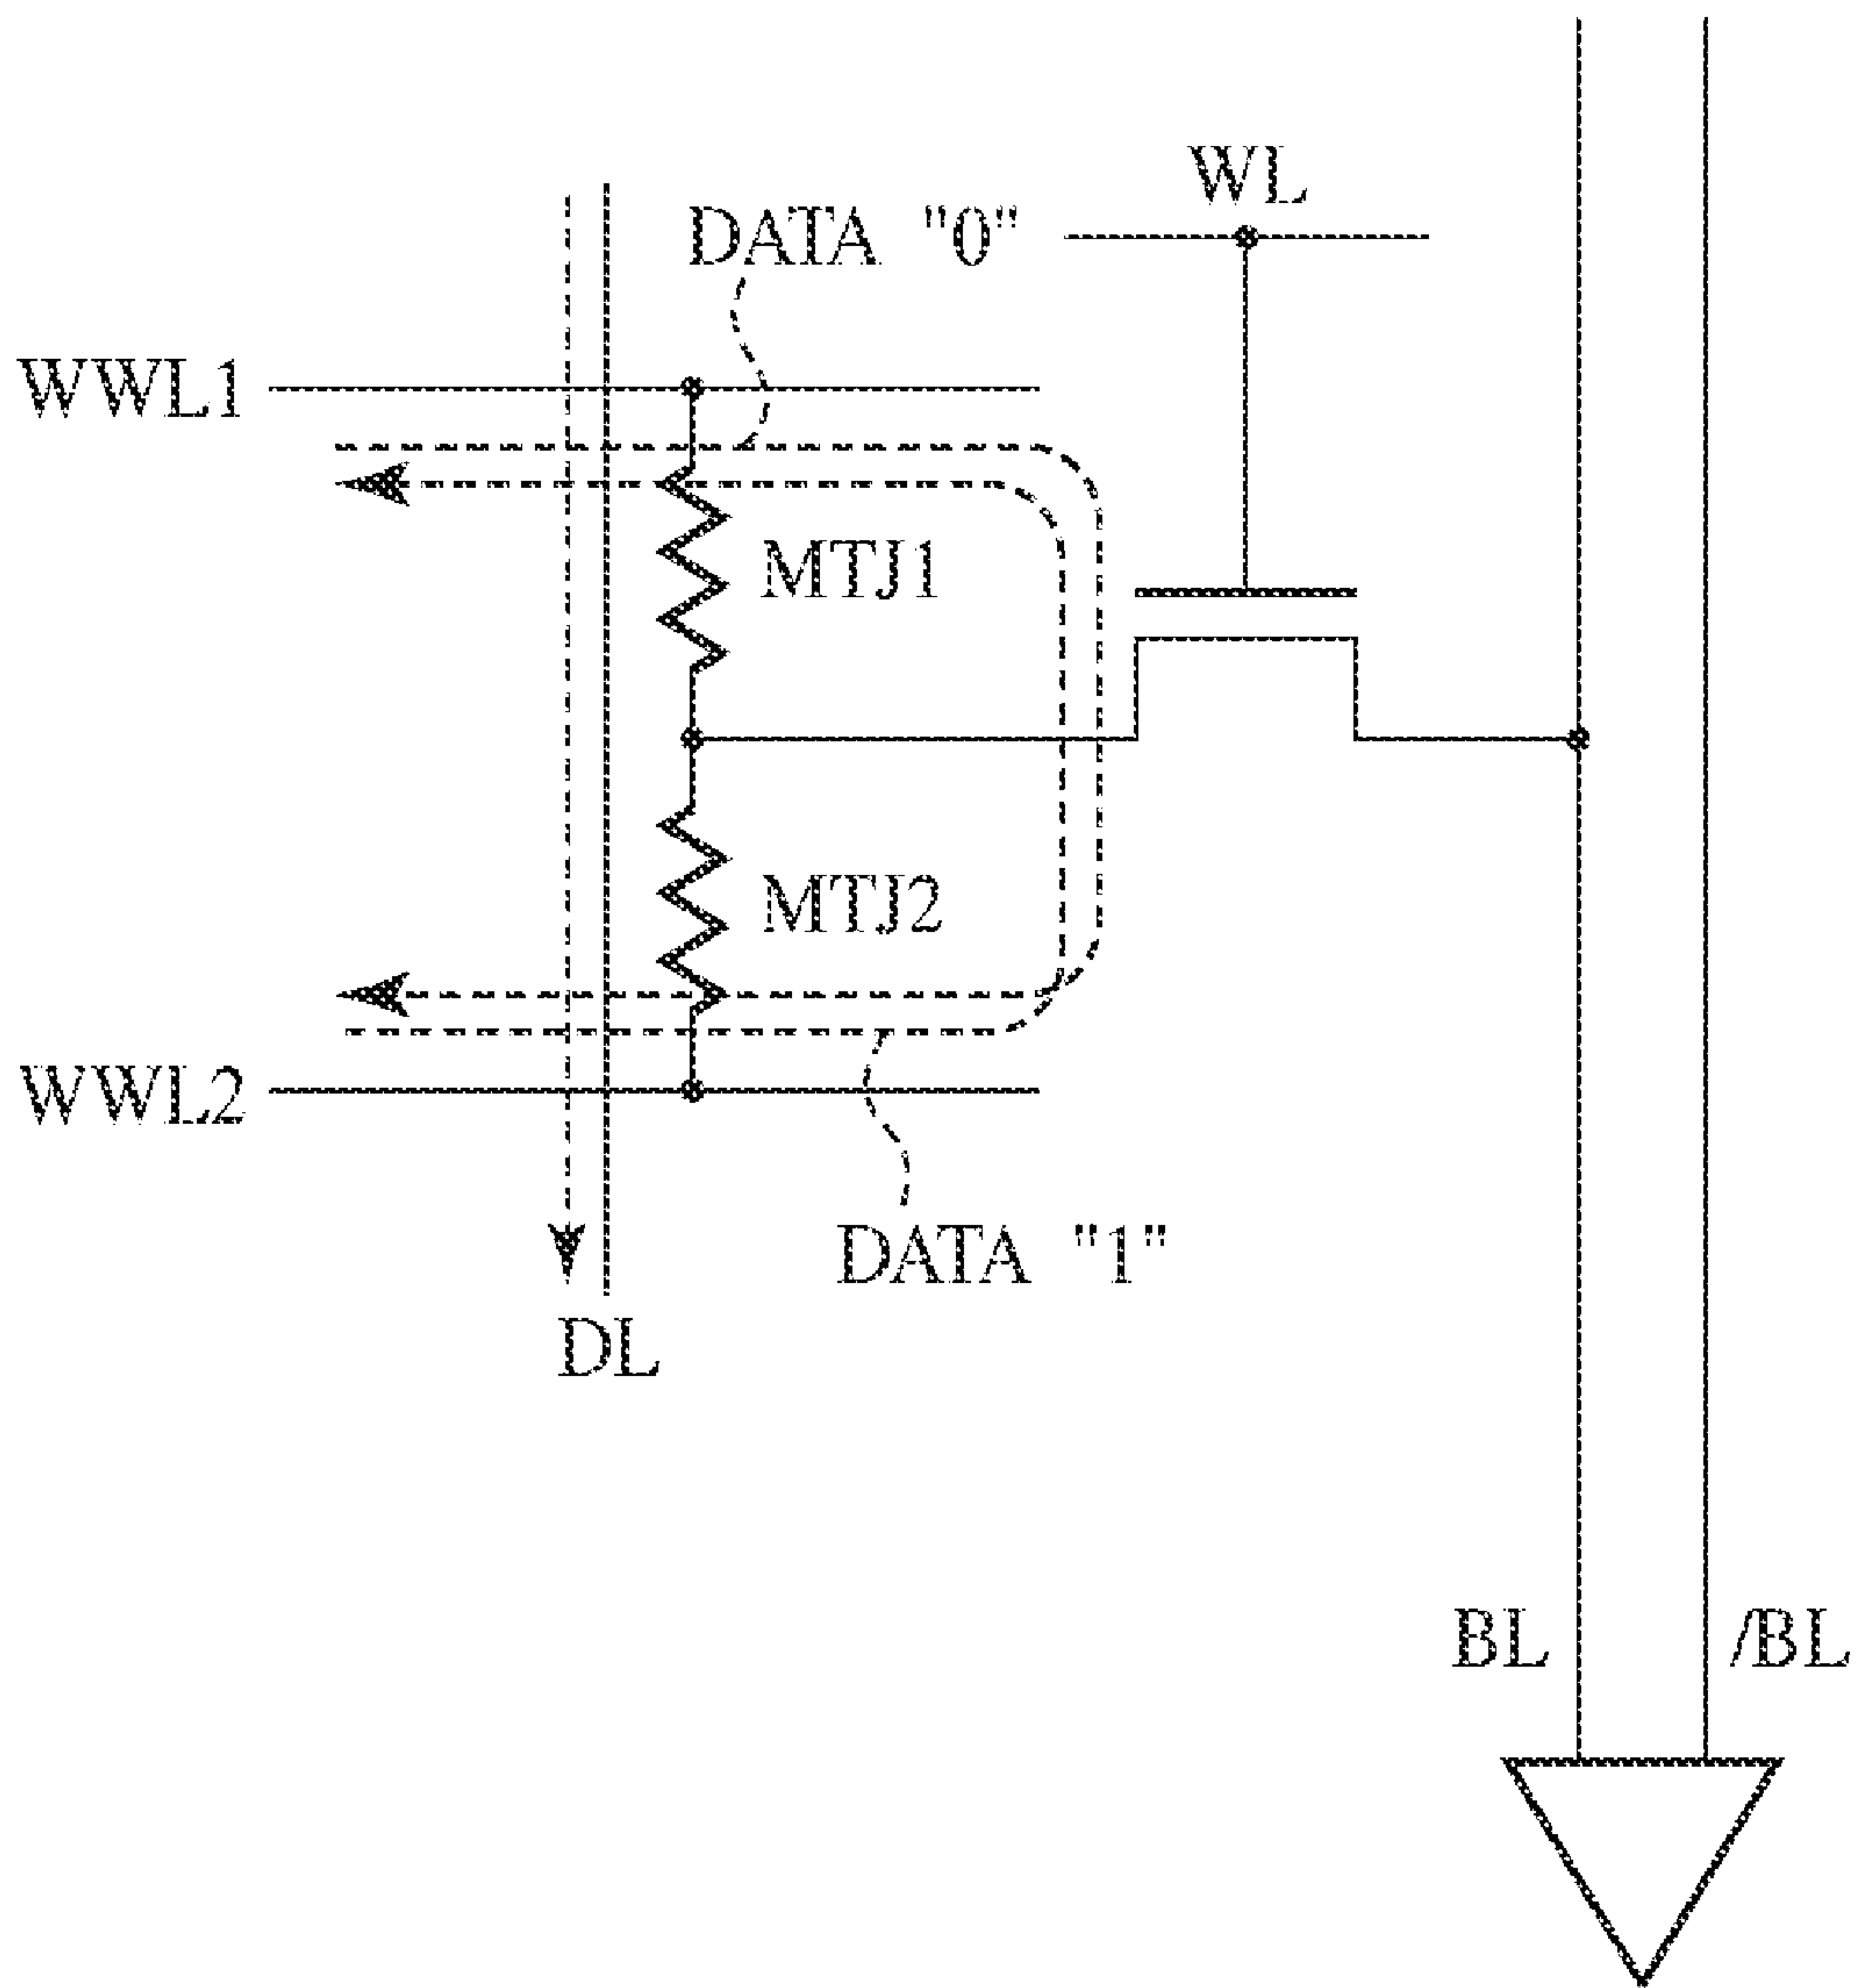 WL
DATA "0"
WWL1
MTJ1
MTJ2
WWL2
DATA "1"
DL
BL
/BL